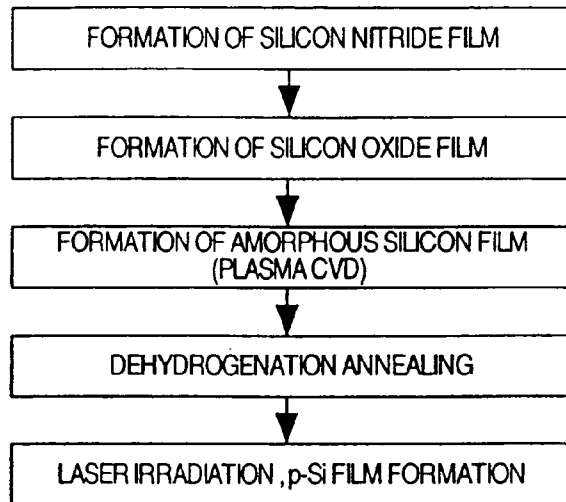 FORMATION OF SILICON NITRIDE FILM
FORMATION OF SILICON OXIDE FILM
FORMATION OF AMORPHOUS SILICON FILM
(PLASMA CVD)
DEHYDROGENATION ANNEALING
LASER IRRADIATION , p-Si FILM FORMATION